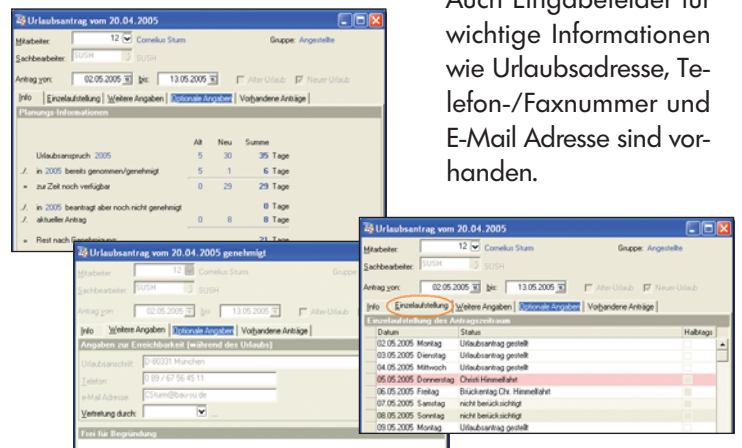 Auch Eingabefelder für
wichtige Informationen
wie Urlaubsadresse, Te-
lefon-/Faxnummer und
E-Mail Adresse sind vor-
handen.
Urlaubsantrag vom 20.04.2005
Mitarbeiter: 12 Cornelius Sturm Gruppe: Angestellte
Sachbearbeiter: SUSH SUSH
Antrag von: 02.05.2005 bis: 13.05.2005 Alter Urlaub Neuer Urlaub
Info Einzelaufstellung Weitere Angaben Optionale Angaben Vorhandene Anträge
Planungs-Informationen
Alt Neu Summe
Urlaubsanspruch 2005 5 30 35 Tage
./. in 2005 bereits genommen/genehmigt 5 1 6 Tage
= zur Zeit noch verfügbar 0 29 29 Tage
./. in 2005 beantragt aber noch nicht genehmigt 0 Tage
./. aktueller Antrag 0 8 8 Tage
= Rest nach Genehmigung 21 Tage
Urlaubsantrag vom 20.04.2005 genehmigt
Mitarbeiter: 12 Cornelius Sturm Gruppe
Sachbearbeiter: SUSH SUSH
Antrag von: 02.05.2005 bis: 13.05.2005 Alter Urlaub
Info Weitere Angaben Optionale Angaben Vorhandene Anträge
Angaben zur Erreichbarkeit (während des Urlaubs)
Urlaubsanschrift: D-80331 München
Telefon: 0 89 / 67 56 45 11
e-Mail Adresse: CSturm@bau-su.de
Vertretung durch: ...
Frei für Begründung
Urlaubsantrag vom 20.04.2005
Mitarbeiter: 12 Cornelius Sturm Gruppe: Angestellte
Sachbearbeiter: SUSH SUSH
Antrag von: 02.05.2005 bis: 13.05.2005 Alter Urlaub Neuer Urlaub
Info Einzelaufstellung Weitere Angaben Optionale Angaben Vorhandene Anträge
Einzelaufstellung des Antragszeitraum
Datum Status Halbtags
02.05.2005 Montag Urlaubsantrag gestellt
03.05.2005 Dienstag Urlaubsantrag gestellt
04.05.2005 Mittwoch Urlaubsantrag gestellt
05.05.2005 Donnerstag Christi Himmelfahrt
06.05.2005 Freitag Brückentag Chr. Himmelfahrt
07.05.2005 Samstag nicht berücksichtigt
08.05.2005 Sonntag nicht berücksichtigt
09.05.2005 Montag Urlaubsantrag gestellt